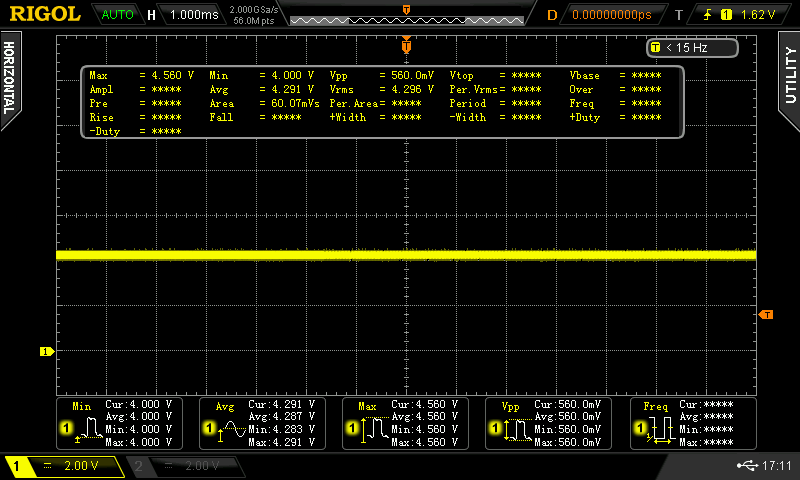 RIGOL AUTO H 1.000ms 2.000GSa/s 56.0M pts T D 0.00000000ps T 1 1.62 V
HORIZONTAL
UTILITY
T
T < 15 Hz
Max = 4.560 V Min = 4.000 V Vpp = 560.0mV Vtop = ***** Vbase = *****
Ampl = ***** Avg = 4.291 V Vrms = 4.296 V Per.Vrms= ***** Over = *****
Pre = ***** Area = 60.07mVs Per.Area= ***** Period = ***** Freq = *****
Rise = ***** Fall = ***** +Width = ***** -Width = ***** +Duty = *****
-Duty = *****
T
1
Min Cur:4.000 V Avg Cur:4.291 V Max Cur:4.560 V Vpp Cur:560.0mV Freq Cur:*****
Avg:4.000 V Avg:4.287 V Avg:4.560 V Avg:560.0mV Avg:*****
1 Min:4.000 V 1 Min:4.283 V 1 Min:4.560 V 1 Min:560.0mV 1 Min:*****
Max:4.000 V Max:4.291 V Max:4.560 V Max:560.0mV Max:*****
1 2.00 V 2 2.00 V 17:11